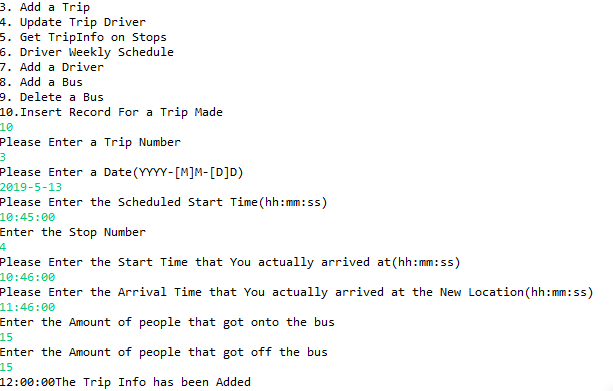 3. Add a Trip
4. Update Trip Driver
5. Get TripInfo on Stops
6. Driver Weekly Schedule
7. Add a Driver
8. Add a Bus
9. Delete a Bus
10.Insert Record For a Trip Made
10
Please Enter a Trip Number
3
Please Enter a Date(YYYY-[M]M-[D]D)
2019-5-13
Please Enter the Scheduled Start Time(hh:mm:ss)
10:45:00
Enter the Stop Number
4
Please Enter the Start Time that You actually arrived at(hh:mm:ss)
10:46:00
Please Enter the Arrival Time that You actually arrived at the New Location(hh:mm:ss)
11:46:00
Enter the Amount of people that got onto the bus
15
Enter the Amount of people that got off the bus
15
12:00:00The Trip Info has been Added